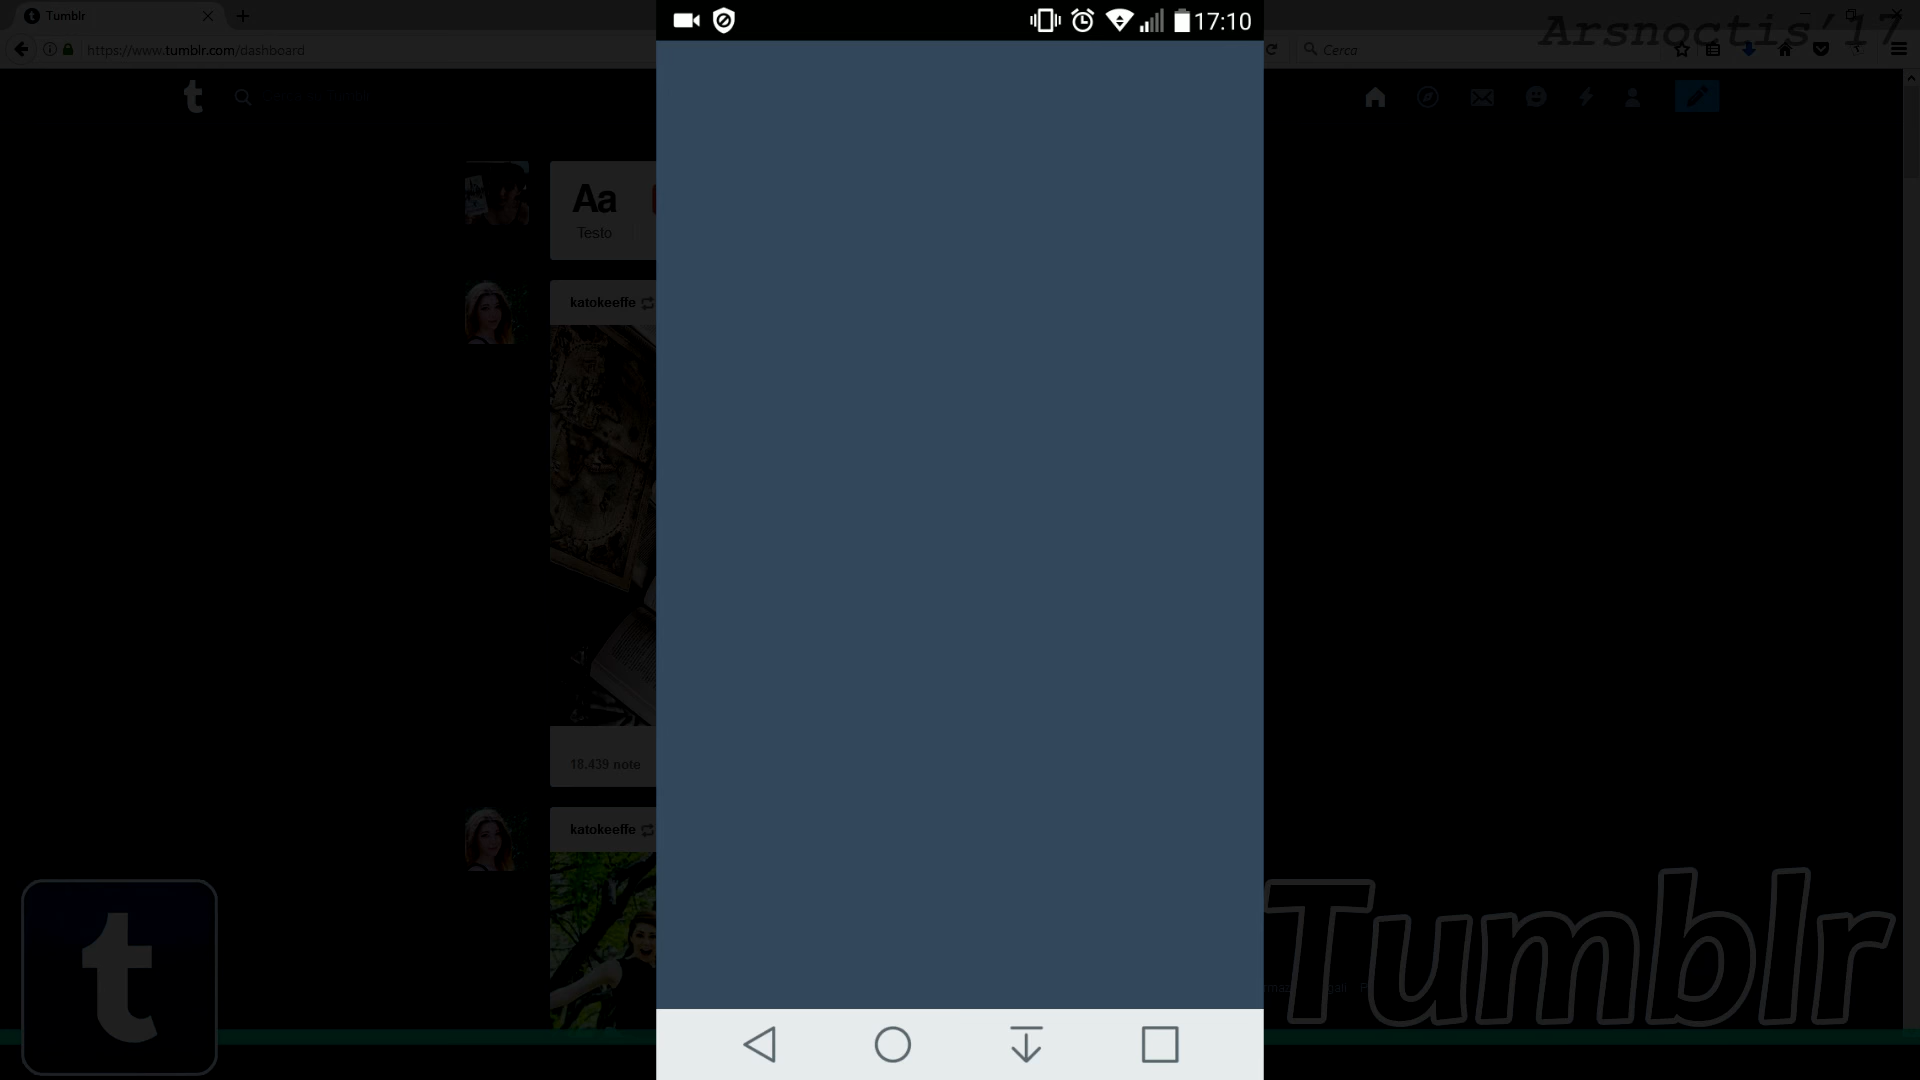 Tumblr
17:10
Arsnoctis'17
https://www.tumblr.com/dashboard
Cerca
Aa
Testo
katokeeffe
18.439 note
katokeeffe
Tumblr